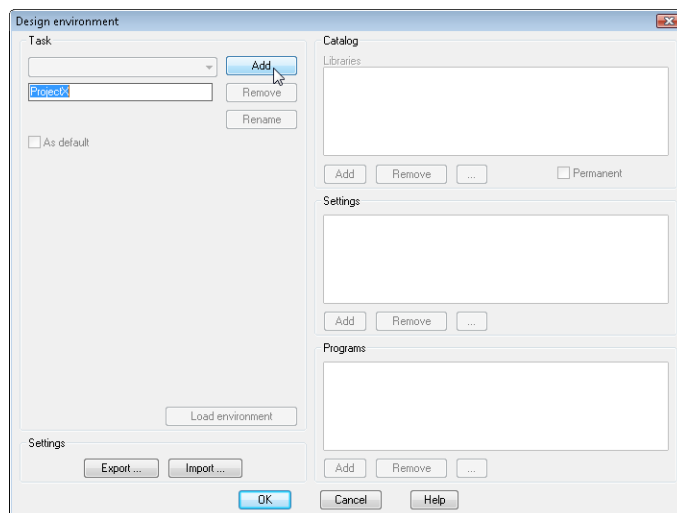 Design environment
Task
Add
ProjectX
Remove
Rename
As default
Load environment
Settings
Export ...
Import ...
Catalog
Libraries
Add
Remove
...
Permanent
Settings
Add
Remove
...
Programs
Add
Remove
...
OK
Cancel
Help